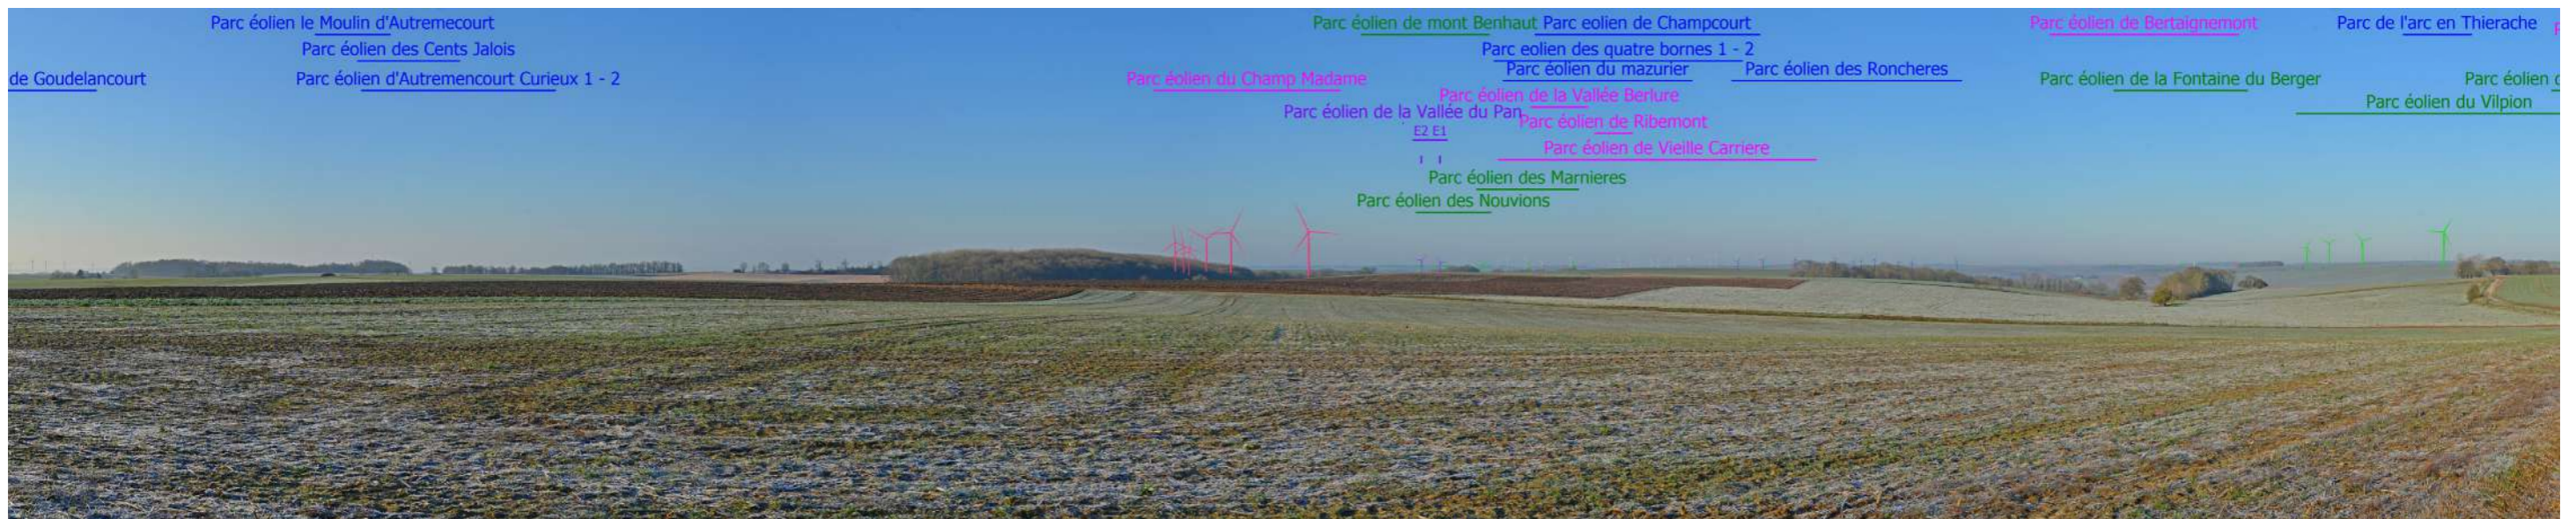 Parc éolien le Moulin d'Autremecourt
Parc éolien des Cents Jalois
de Goudelancourt
Parc éolien d'Autremencourt Curieux 1 - 2
Parc éolien de mont Benhaut
Parc eolien de Champcourt
Parc eolien des quatre bornes 1 - 2
Parc éolien du mazurier
Parc éolien des Roncheres
Parc éolien du Champ Madame
Parc éolien de la Vallée Berlure
Parc éolien de la Vallée du Pan
Parc éolien de Ribemont
E2 E1
Parc éolien de Vieille Carriere
Parc éolien des Marnieres
Parc éolien des Nouvions
Parc éolien de Bertaignemont
Parc de l'arc en Thierache
Parc éolien de la Fontaine du Berger
Parc éolien
Parc éolien du Vilpion